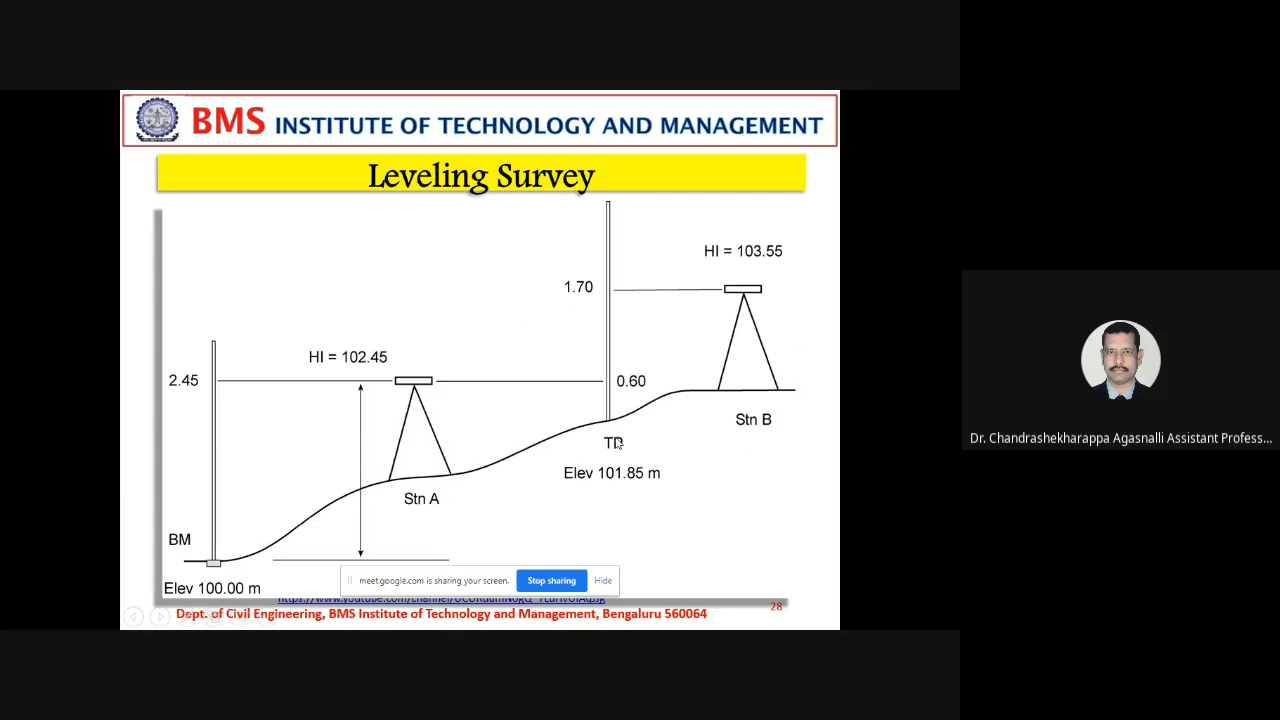 BMS INSTITUTE OF TECHNOLOGY AND MANAGEMENT
Leveling Survey
HI = 103.55
1.70
HI = 102.45
2.45
0.60
Stn B
Elev 101.85 m
Stn A
BM
meet.google.com is sharing your screen. Stop sharing Hide
Elev 100.00 m
28
Dept. of Civil Engineering, BMS Institute of Technology and Management, Bengaluru 560064
Dr. Chandrashekharappa Agasnalli Assistant Profess...